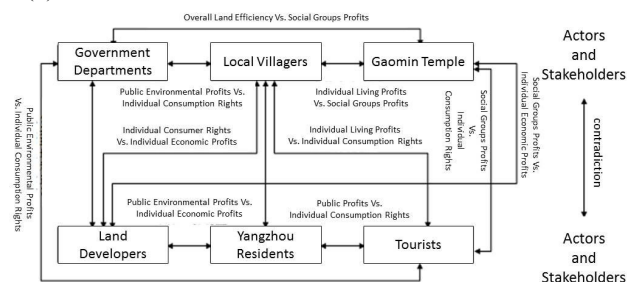 Overall Land Efficiency Vs. Social Groups Profits
Government
Departments
Local Villagers
Gaomin Temple
Actors
and
Stakeholders
Public Environmental Profits Vs.
Individual Consumption Rights
Individual Living Profits
Vs. Social Groups Profits
Individual Consumer Rights
Vs. Individual Economic Profits
Individual Living Profits
Vs. Individual Consumption Rights
Public Environmental Profits
Vs. Individual Consumption Rights
Social Groups Profits
Vs.
Individual
Consumption Rights
Social Groups Profits Vs.
Individual Economic Profits
contradiction
Public Environmental Profits Vs.
Individual Economic Profits
Public Profits Vs.
Individual Consumption Rights
Land
Developers
Yangzhou
Residents
Tourists
Actors
and
Stakeholders